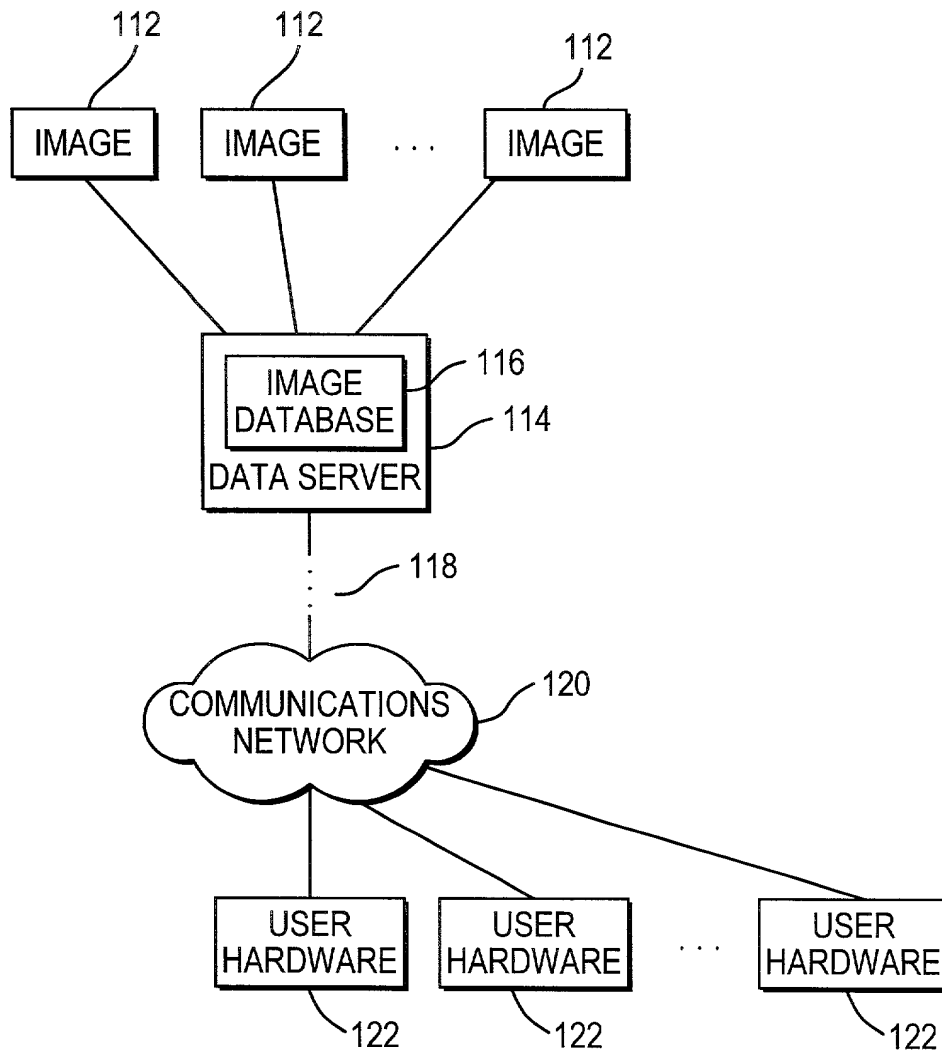 112 112 112
IMAGE IMAGE ... IMAGE
IMAGE
DATABASE
116
114
DATA SERVER
118
COMMUNICATIONS
NETWORK
120
USER
HARDWARE
USER
HARDWARE
...
USER
HARDWARE
122 122 122